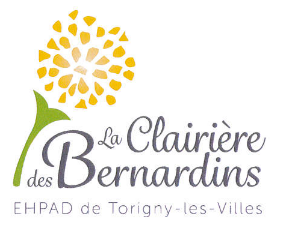 La Clairière
des Bernardins
EHPAD de Torigny-les-Villes